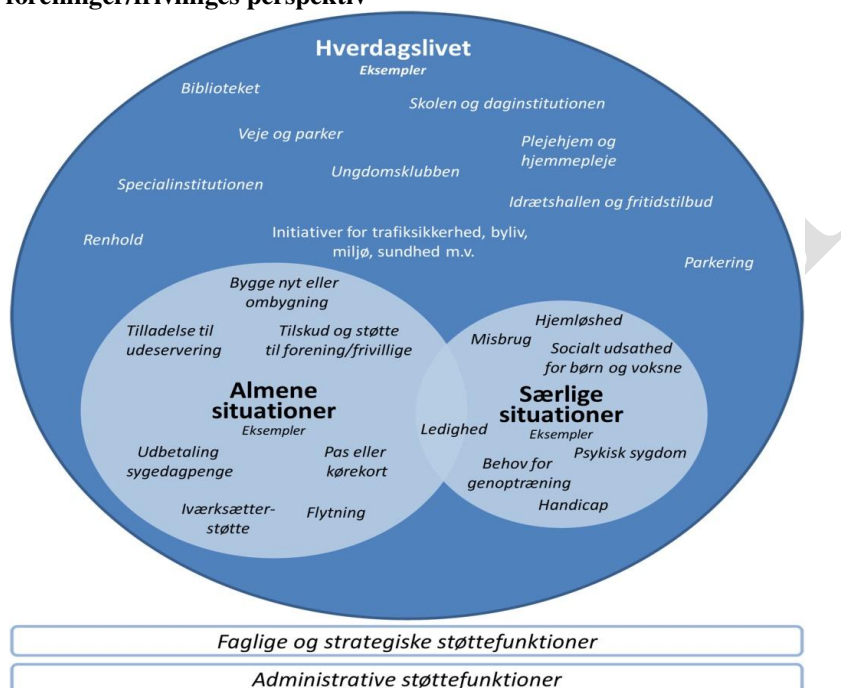 foreninger/frivilliges perspektiv
Hverdagslivet
Eksempler
Biblioteket
Skolen og daginstitutionen
Veje og parker
Plejehjem og
hjemmepleje
Ungdomsklubben
Specialinstitutionen
Idrætshallen og fritidstilbud
Renhold
Initiativer for trafiksikkerhed, byliv,
miljø, sundhed m.v.
Parkering
Bygge nyt eller
ombygning
Tilladelse til
udeservering
Tilskud og støtte
til forening/frivillige
Almene
situationer
Eksempler
Udbetaling
sygedagpenge
Pas eller
kørekort
Iværksætter-
støtte
Flytning
Ledighed
Hjemløshed
Misbrug
Socialt udsathed
for børn og voksne
Særlige
situationer
Eksempler
Psykisk sygdom
Behov for
genoptræning
Handicap
Faglige og strategiske støttefunktioner
Administrative støttefunktioner